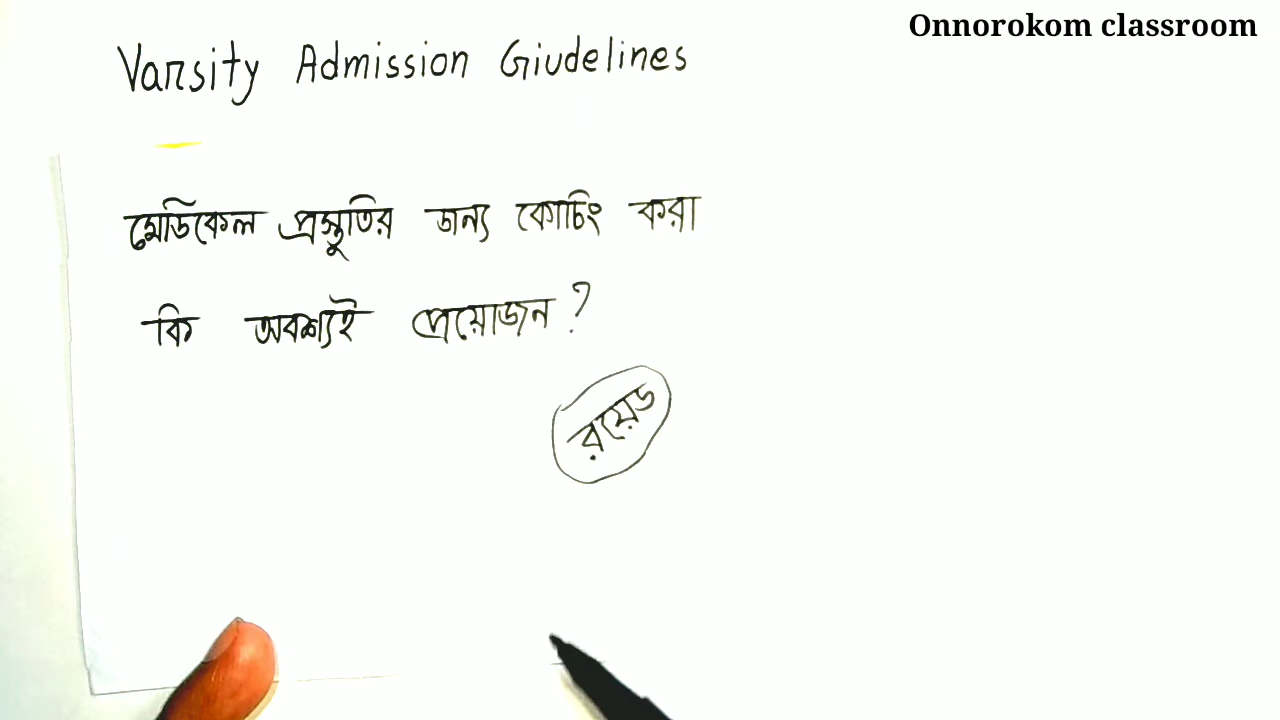 Onnorokom classroom
Varsity Admission Giudelines
মেডিকেল প্রস্তুতির জন্য কোচিং করা
কি অবশ্যই প্রয়োজন ?
রয়েড